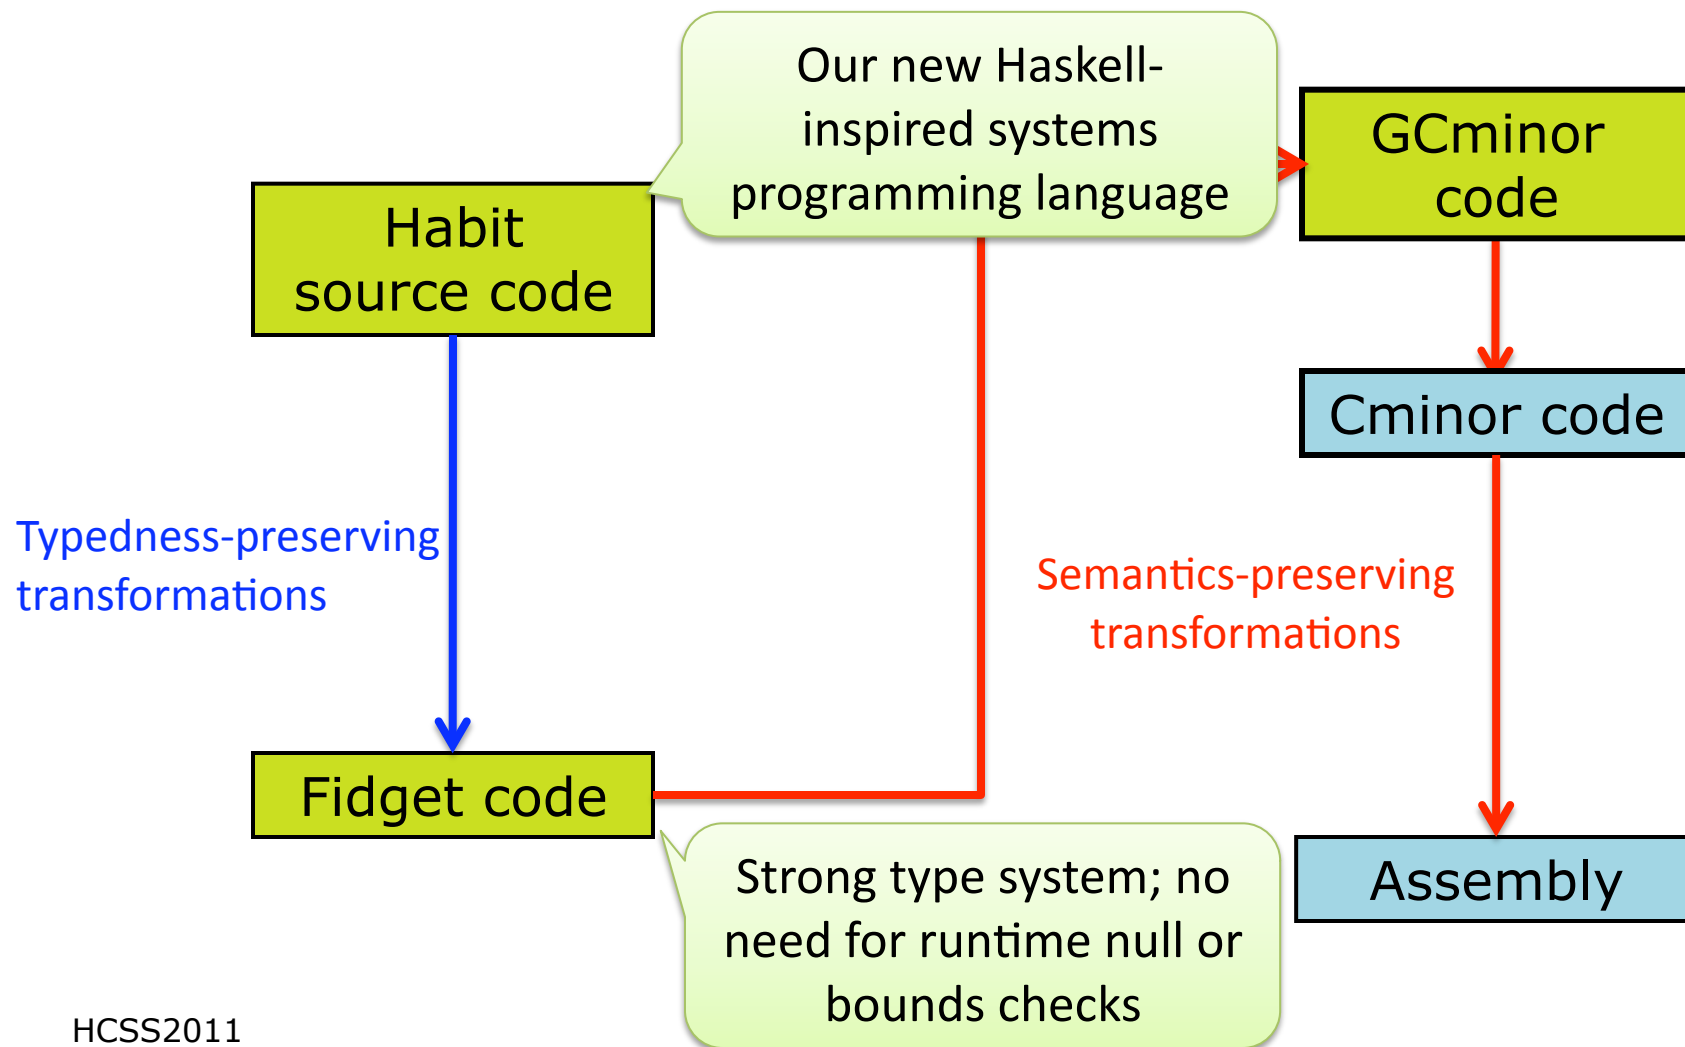 Our new Haskell-
inspired systems
programming language
GCminor
code
Habit
source code
Cminor code
Typedness-preserving
transformations
Semantics-preserving
transformations
Fidget code
Strong type system; no
need for runtime null or
bounds checks
Assembly
HCSS2011